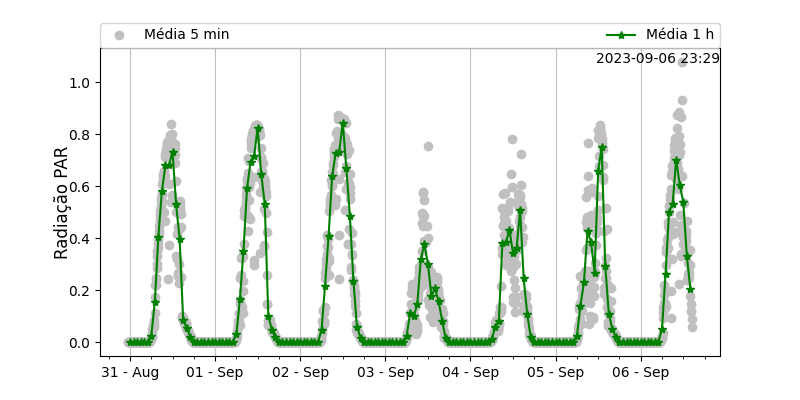 Média 5 min
Média 1 h
2023-09-06 23:29
Radiação PAR
1.0
0.8
0.6
0.4
0.2
0.0
31 - Aug
01 - Sep
02 - Sep
03 - Sep
04 - Sep
05 - Sep
06 - Sep